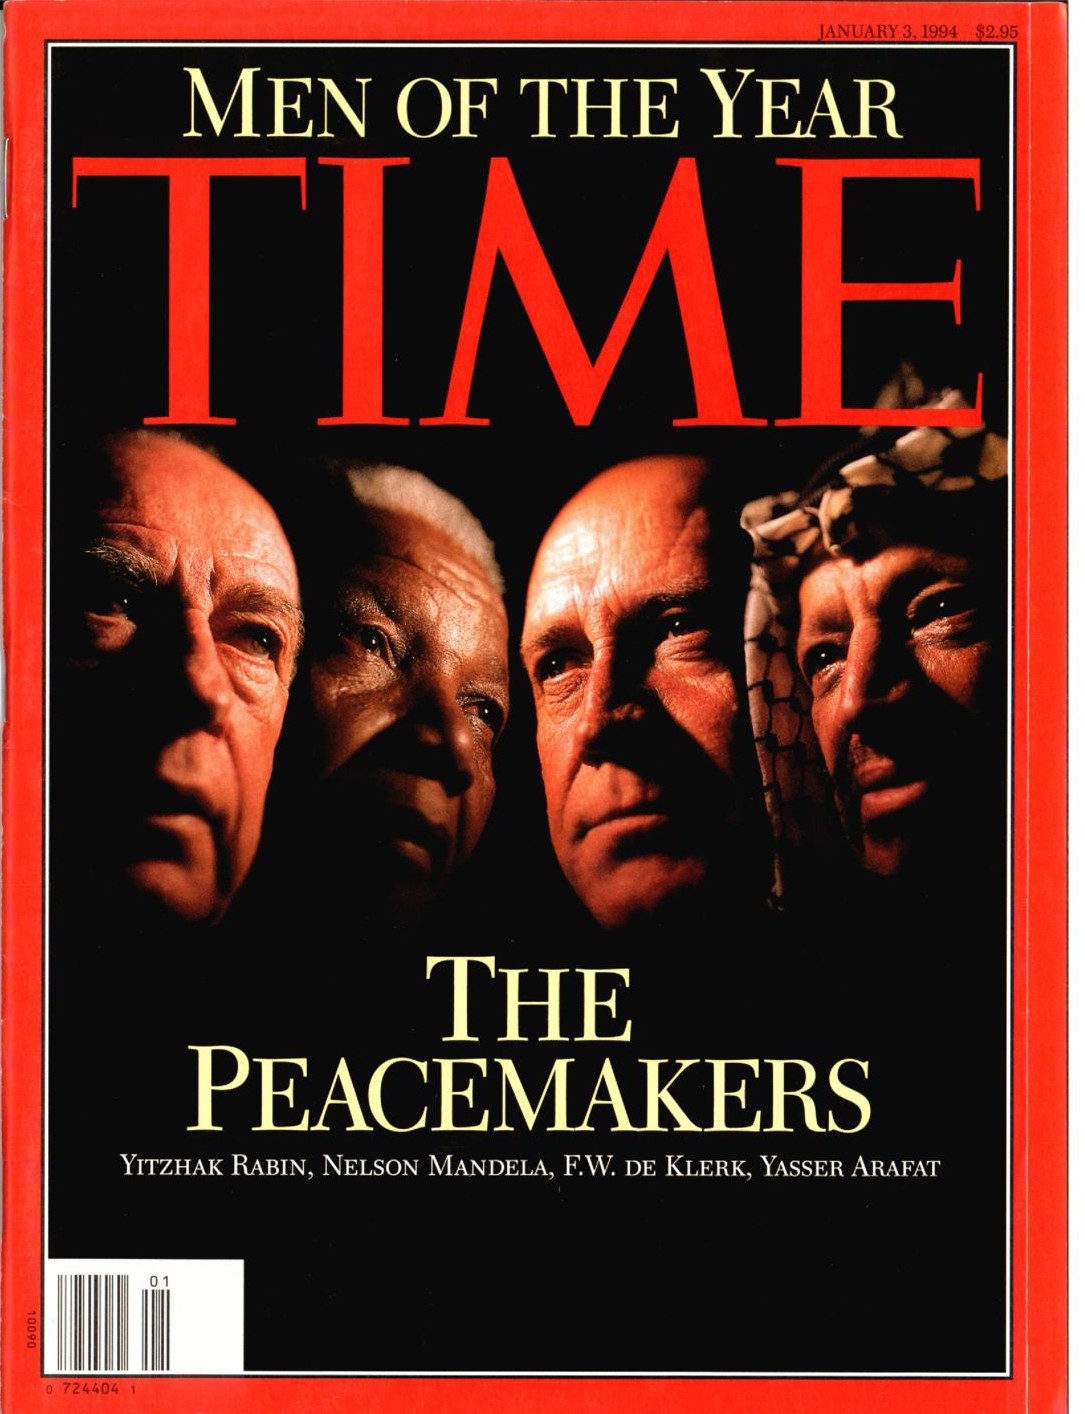 JANUARY 3, 1994 $2.95
MEN OF THE YEAR
TIME
THE
PEACEMAKERS
YITZHAK RABIN, NELSON MANDELA, F.W. DE KLERK, YASSER ARAFAT
01
10090
0 724404 1